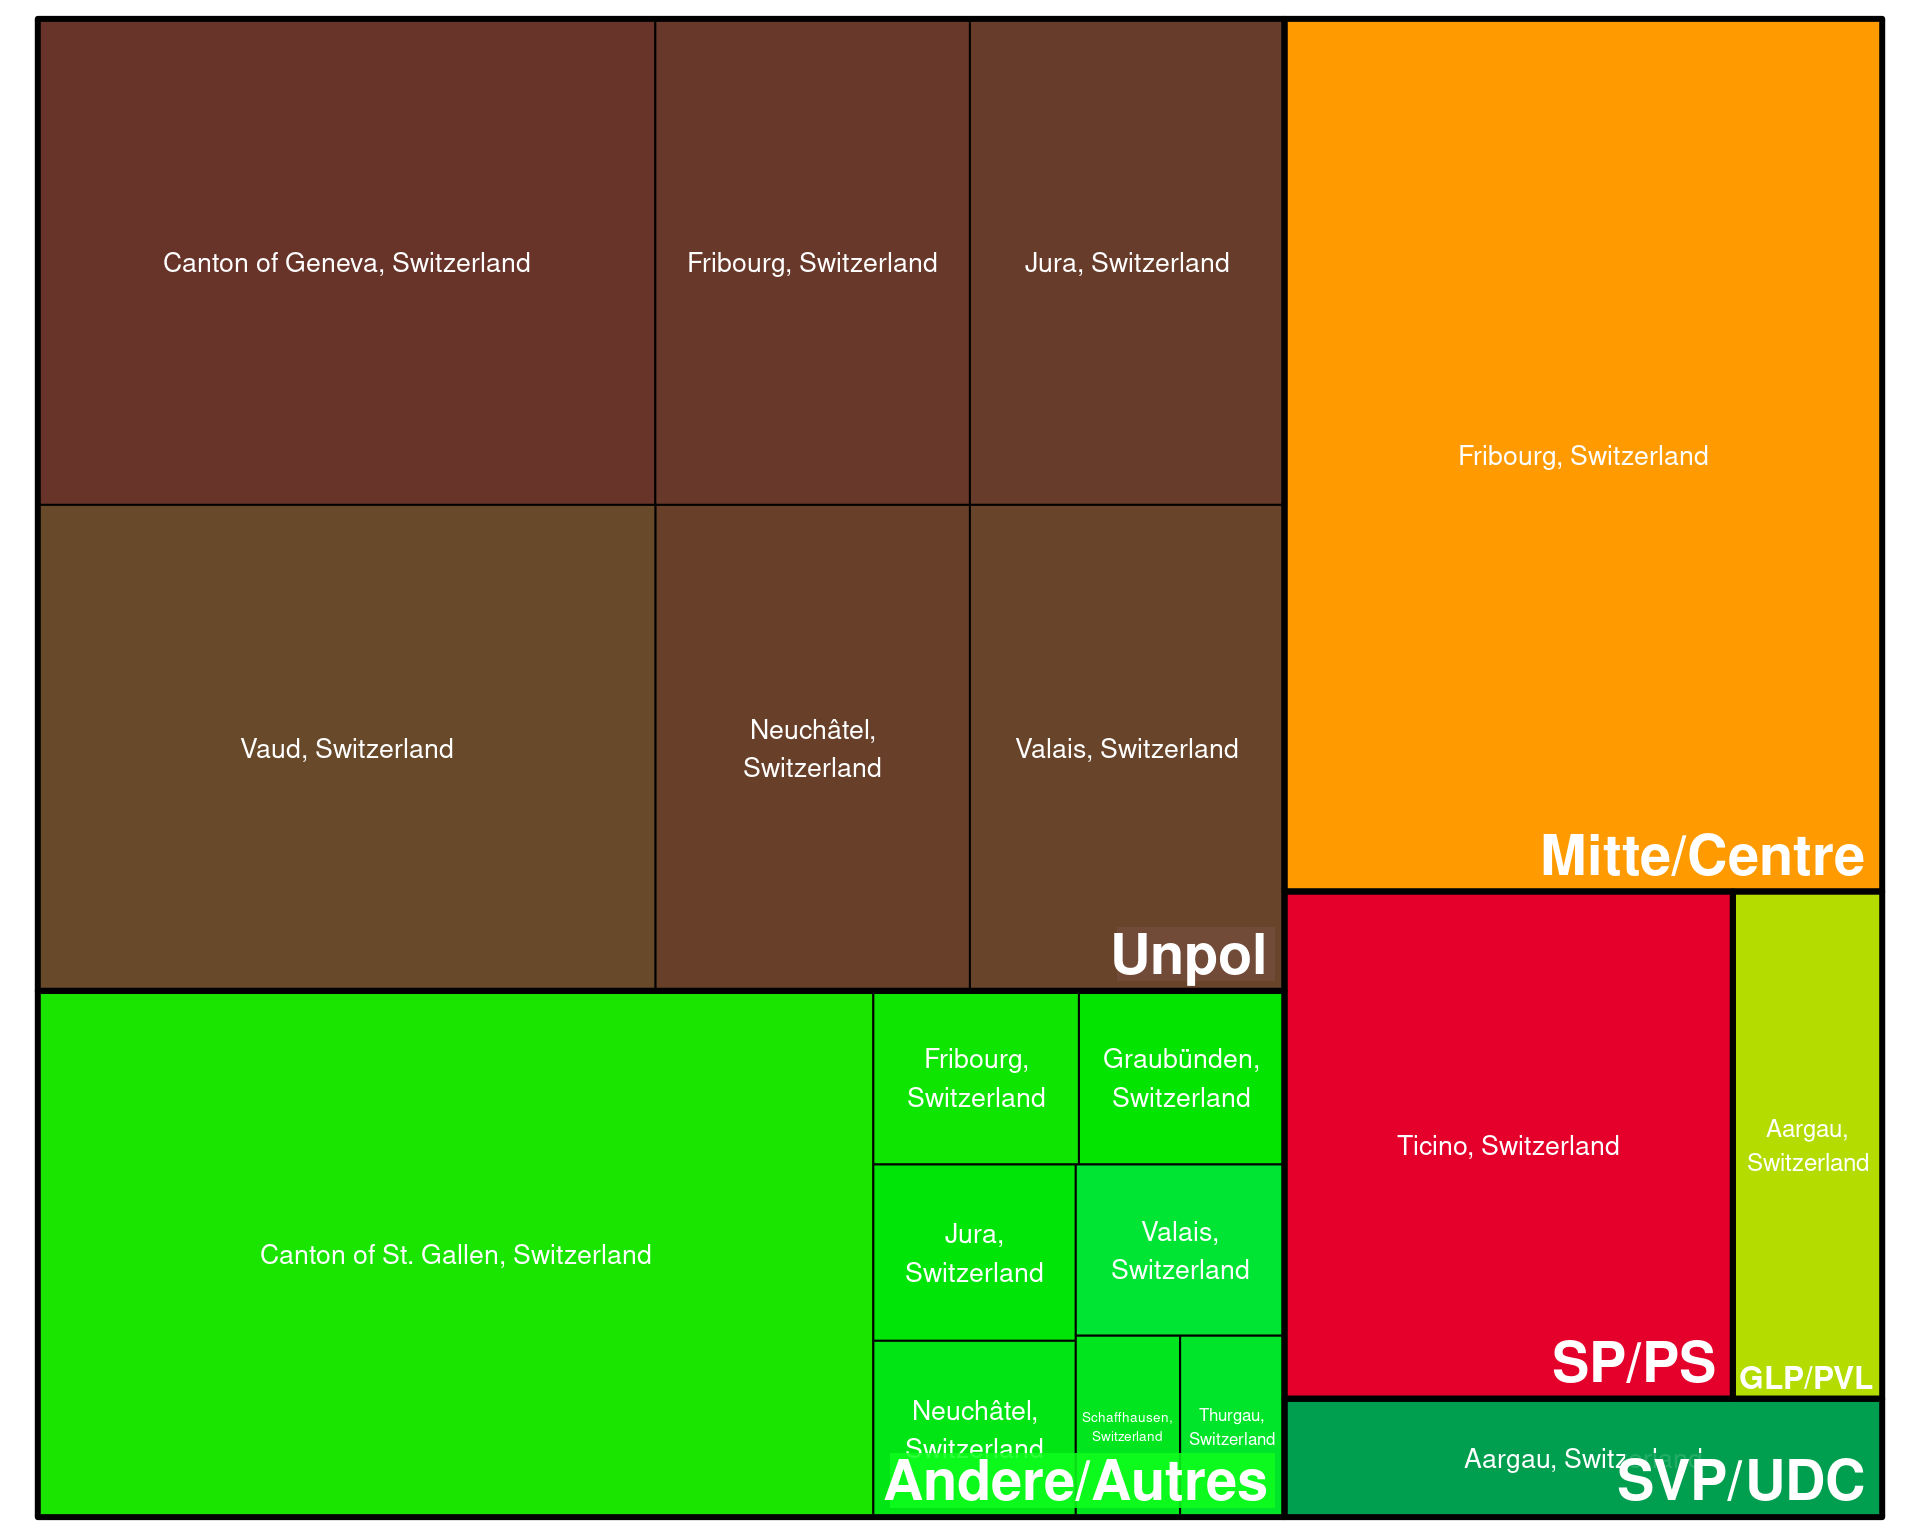 Canton of Geneva, Switzerland
Fribourg, Switzerland
Jura, Switzerland
Vaud, Switzerland
Neuchâtel,
Switzerland
Valais, Switzerland
Unpol
Fribourg, Switzerland
Mitte/Centre
Canton of St. Gallen, Switzerland
Fribourg,
Switzerland
Graubünden,
Switzerland
Jura,
Switzerland
Valais,
Switzerland
Neuchâtel,
Switzerland
Schaffhausen,
Switzerland
Thurgau,
Switzerland
Andere/Autres
Ticino, Switzerland
SP/PS
Aargau,
Switzerland
GLP/PVL
Aargau, Switzerland
SVP/UDC